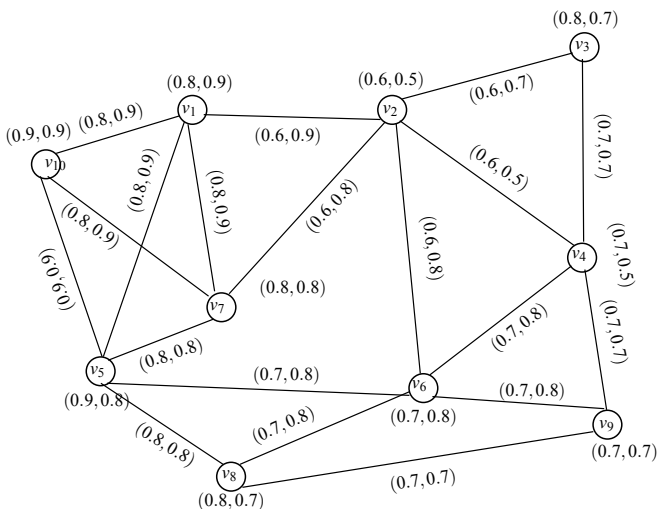 (0.8,0.7)
v3
(0.8,0.9)
(0.6,0.5)
(0.6,0.7)
v1
v2
(0.8,0.9)
(0.9,0.9)
(0.6,0.9)
v10
(0.8,0.9)
(0.8,0.9)
(0.6,0.8)
(0.6,0.5)
(0.7,0.7)
(0.8,0.9)
(0.9,0.9)
(0.6,0.8)
v4
(0.7,0.5)
v7
(0.8,0.8)
(0.7,0.8)
(0.7,0.7)
(0.8,0.8)
v5
(0.9,0.8)
(0.7,0.8)
v6
(0.7,0.8)
(0.7,0.8)
v9
(0.7,0.7)
(0.8,0.8)
(0.7,0.8)
v8
(0.8,0.7)
(0.7,0.7)